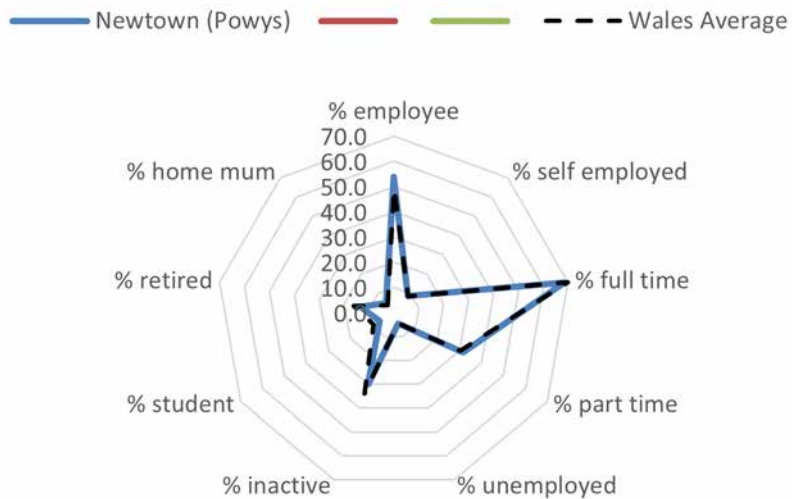 Newtown (Powys) Wales Average
% employee
70.0
% home mum 60.0 % self employed
50.0
40.0
30.0
% retired 20.0 % full time
10.0
0.0
% student % part time
% inactive % unemployed